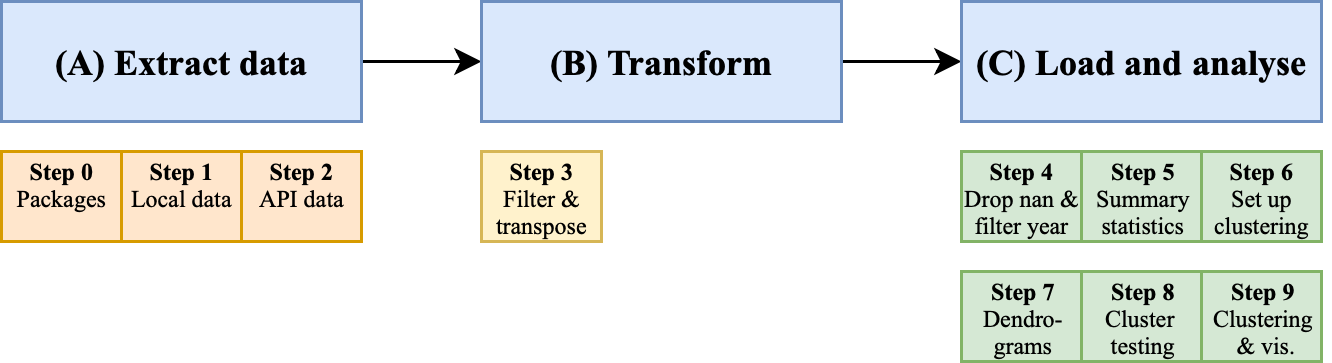 (A) Extract data
(B) Transform
(C) Load and analyse
Step 0
Packages
Step 1
Local data
Step 2
API data
Step 3
Filter &
transpose
Step 4
Drop nan &
filter year
Step 5
Summary
statistics
Step 6
Set up
clustering
Step 7
Dendro-
grams
Step 8
Cluster
testing
Step 9
Clustering
& vis.